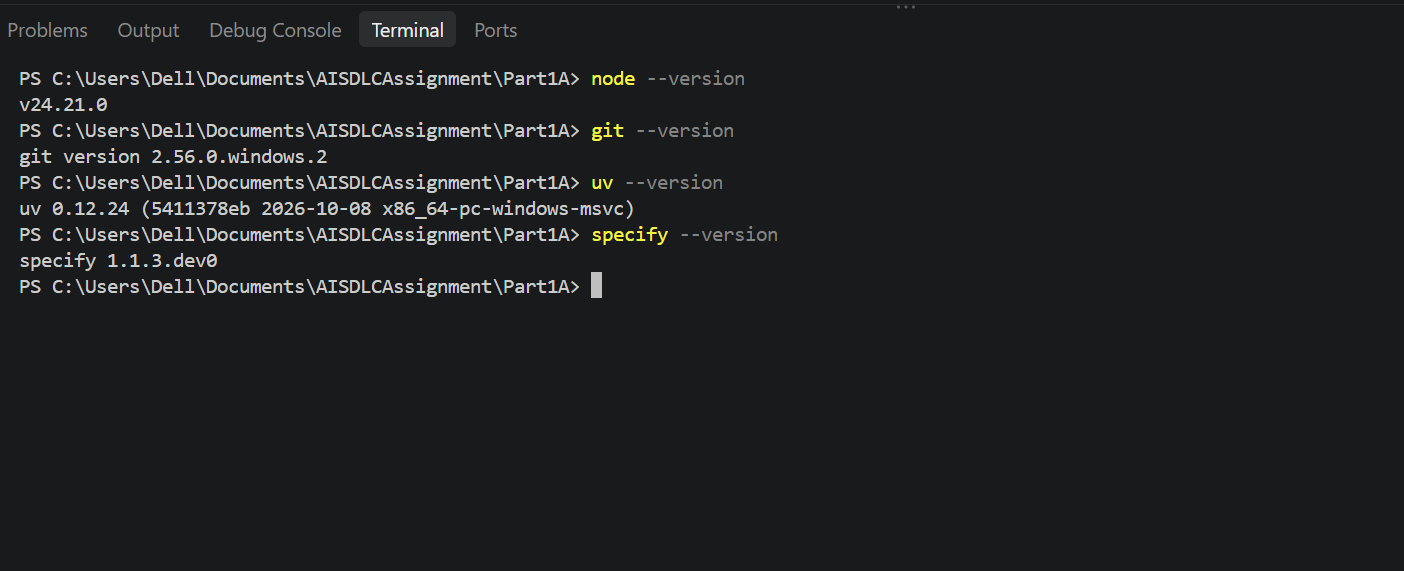 Problems Output Debug Console Terminal Ports
PS C:\Users\Dell\Documents\AISDLCAssignment\Part1A> node --version
v24.21.0
PS C:\Users\Dell\Documents\AISDLCAssignment\Part1A> git --version
git version 2.56.0.windows.2
PS C:\Users\Dell\Documents\AISDLCAssignment\Part1A> uv --version
uv 0.12.24 (5411378eb 2026-10-08 x86_64-pc-windows-msvc)
PS C:\Users\Dell\Documents\AISDLCAssignment\Part1A> specify --version
specify 1.1.3.dev0
PS C:\Users\Dell\Documents\AISDLCAssignment\Part1A>